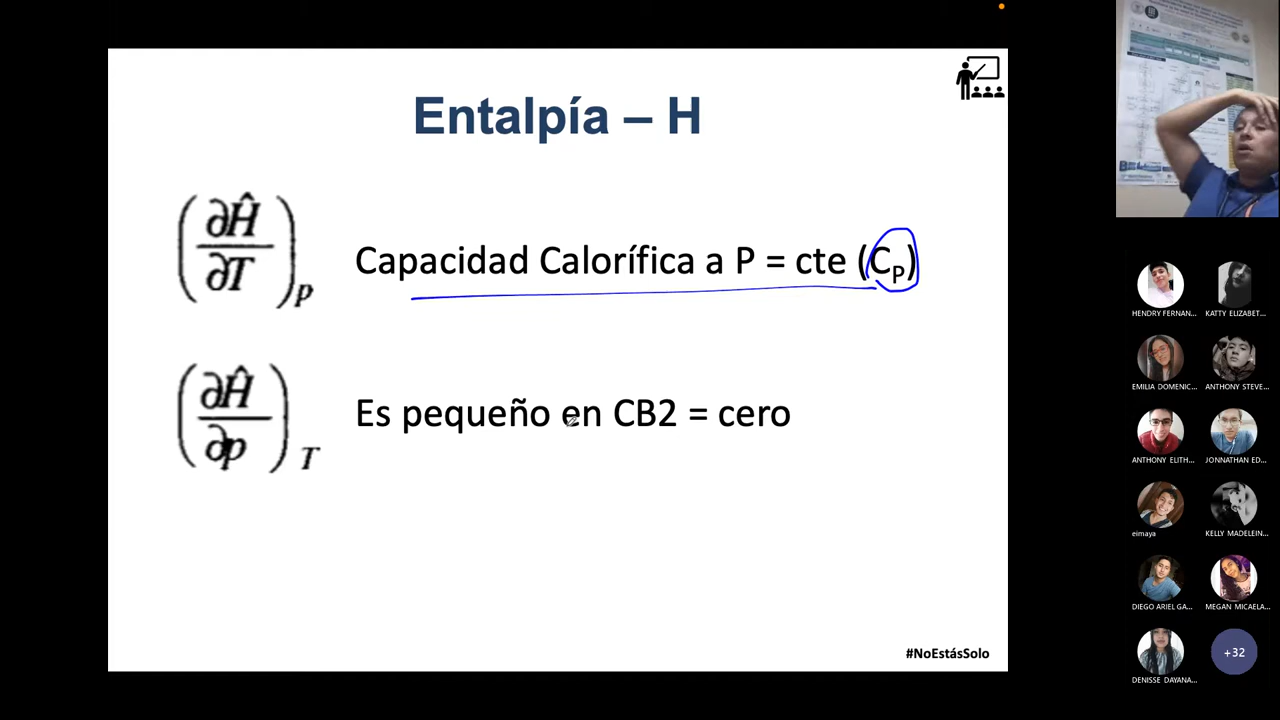 Entalpía – H
(∂Ĥ/∂T)p Capacidad Calorífica a P = cte (CP)
(∂Ĥ/∂p)T Es pequeño en CB2 = cero
#NoEstásSolo
HENDRY FERNAN...
KATTY ELIZABET...
EMILIA DOMENIC...
ANTHONY STEVE...
ANTHONY ELITH...
JONNATHAN ED...
eimaya
KELLY MADELEIN...
DIEGO ARIEL GA...
MEGAN MICAELA...
DENISSE DAYANA...
+32